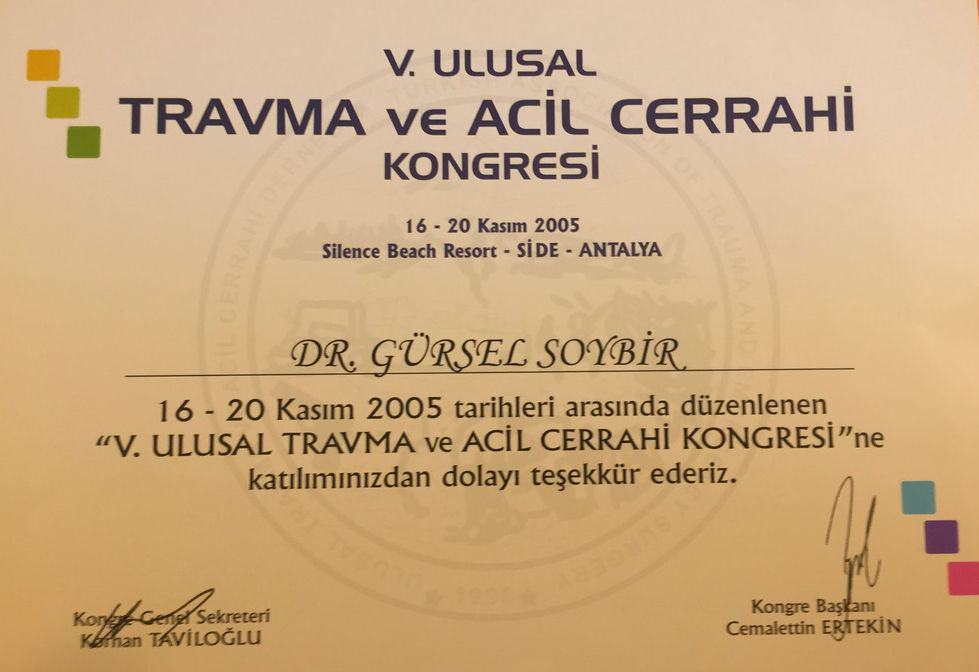 V. ULUSAL
TRAVMA ve ACİL CERRAHİ
KONGRESİ
16 - 20 Kasım 2005
Silence Beach Resort - SİDE - ANTALYA
DR. GÜRSEL SOYBİR
16 - 20 Kasım 2005 tarihleri arasında düzenlenen
“V. ULUSAL TRAVMA ve ACİL CERRAHİ KONGRESİ”ne
katılımınızdan dolayı teşekkür ederiz.
Kongre Genel Sekreteri
Korhan TAVİLOĞLU
Kongre Başkanı
Cemalettin ERTEKİN